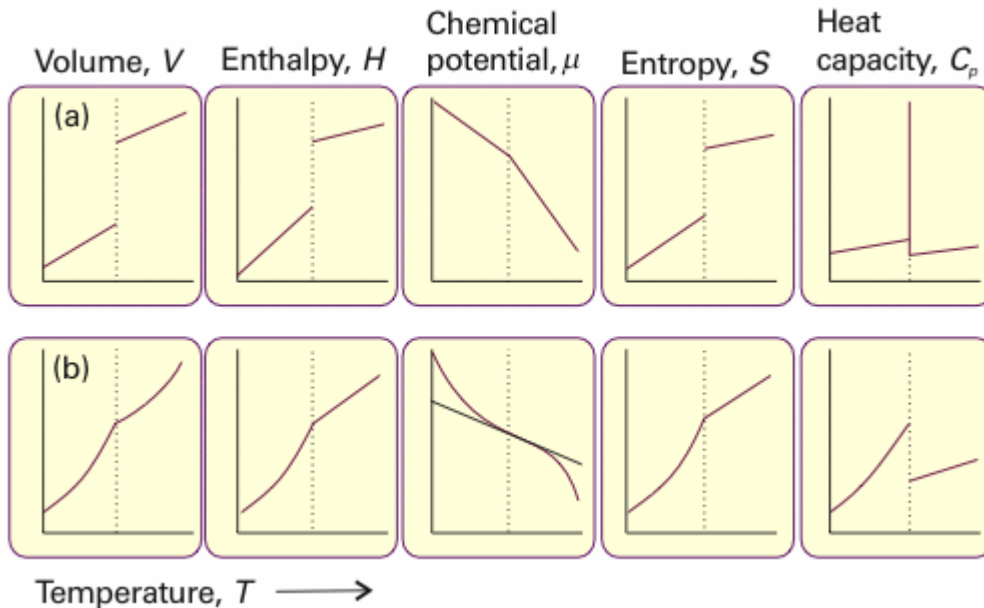 Volume, V
Enthalpy, H
Chemical
potential, μ
Entropy, S
Heat
capacity, Cₚ
(a)
(b)
Temperature, T